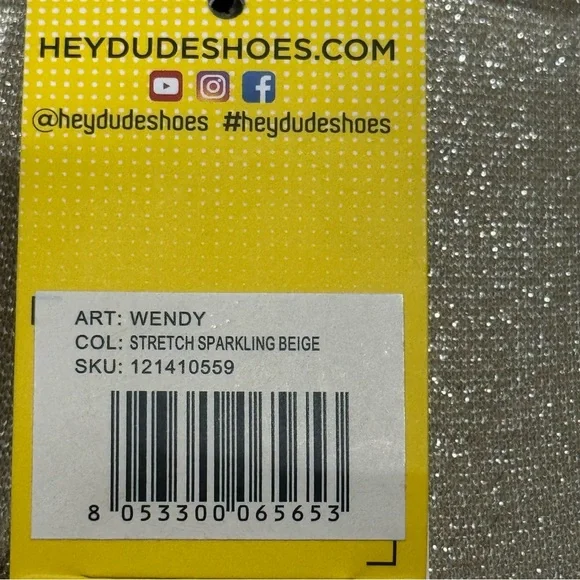 HEYDUDESHOES.COM
@heydudeshoes #heydudeshoes
ART: WENDY
COL: STRETCH SPARKLING BEIGE
SKU: 121410559
8 053300 065653